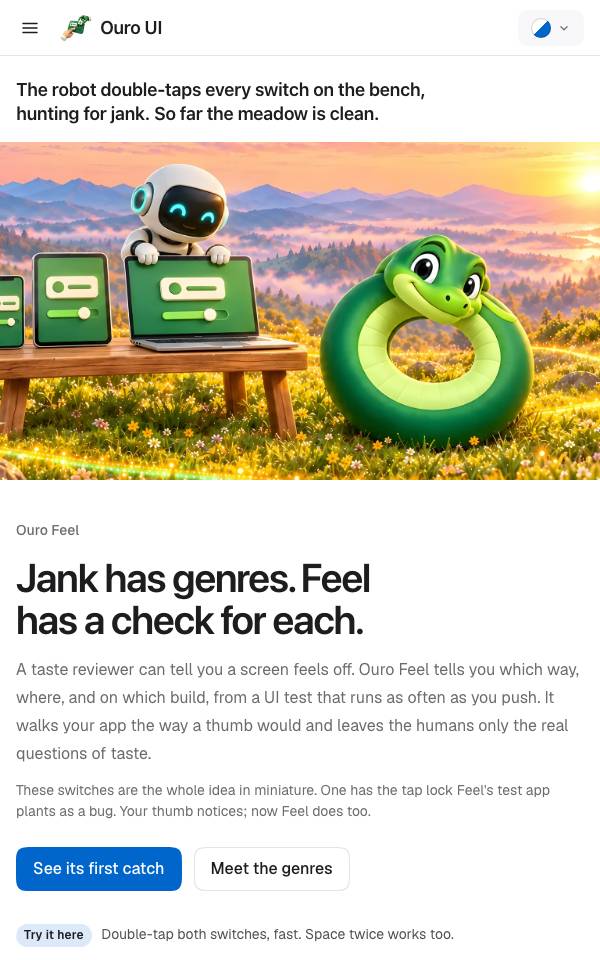 Ouro UI
The robot double-taps every switch on the bench,
hunting for jank. So far the meadow is clean.
Ouro Feel
Jank has genres. Feel
has a check for each.
A taste reviewer can tell you a screen feels off. Ouro Feel tells you which way,
where, and on which build, from a UI test that runs as often as you push. It
walks your app the way a thumb would and leaves the humans only the real
questions of taste.
These switches are the whole idea in miniature. One has the tap lock Feel's test app
plants as a bug. Your thumb notices; now Feel does too.
See its first catch
Meet the genres
Try it here
Double-tap both switches, fast. Space twice works too.